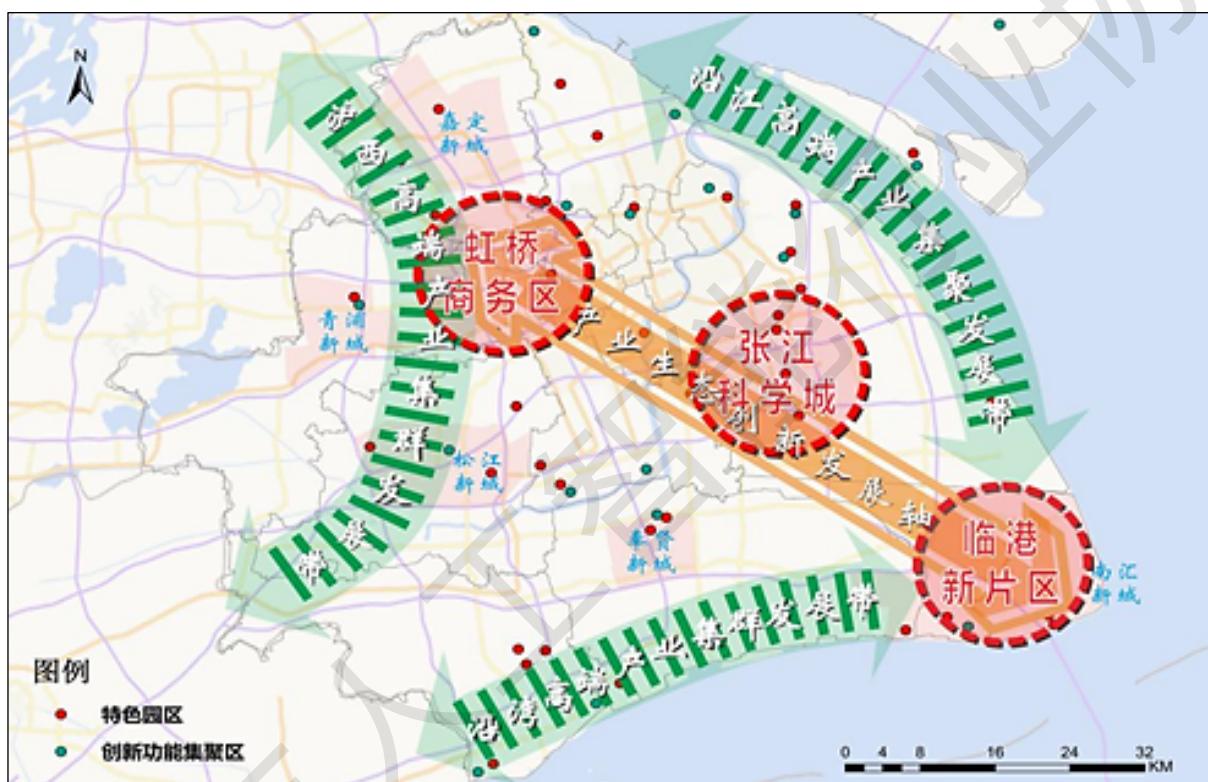 N
沪西高端产业集群发展带
沿江高端产业集聚发展带
嘉定
新城
虹桥
商务区
青浦
新城
产业生态创新发展轴
张江
科学城
松江
新城
奉贤
新城
临港
新片区
南汇
新城
沿湾高端产业集群发展带
图例
特色园区
创新功能集聚区
0 4 8 16 24 32
KM